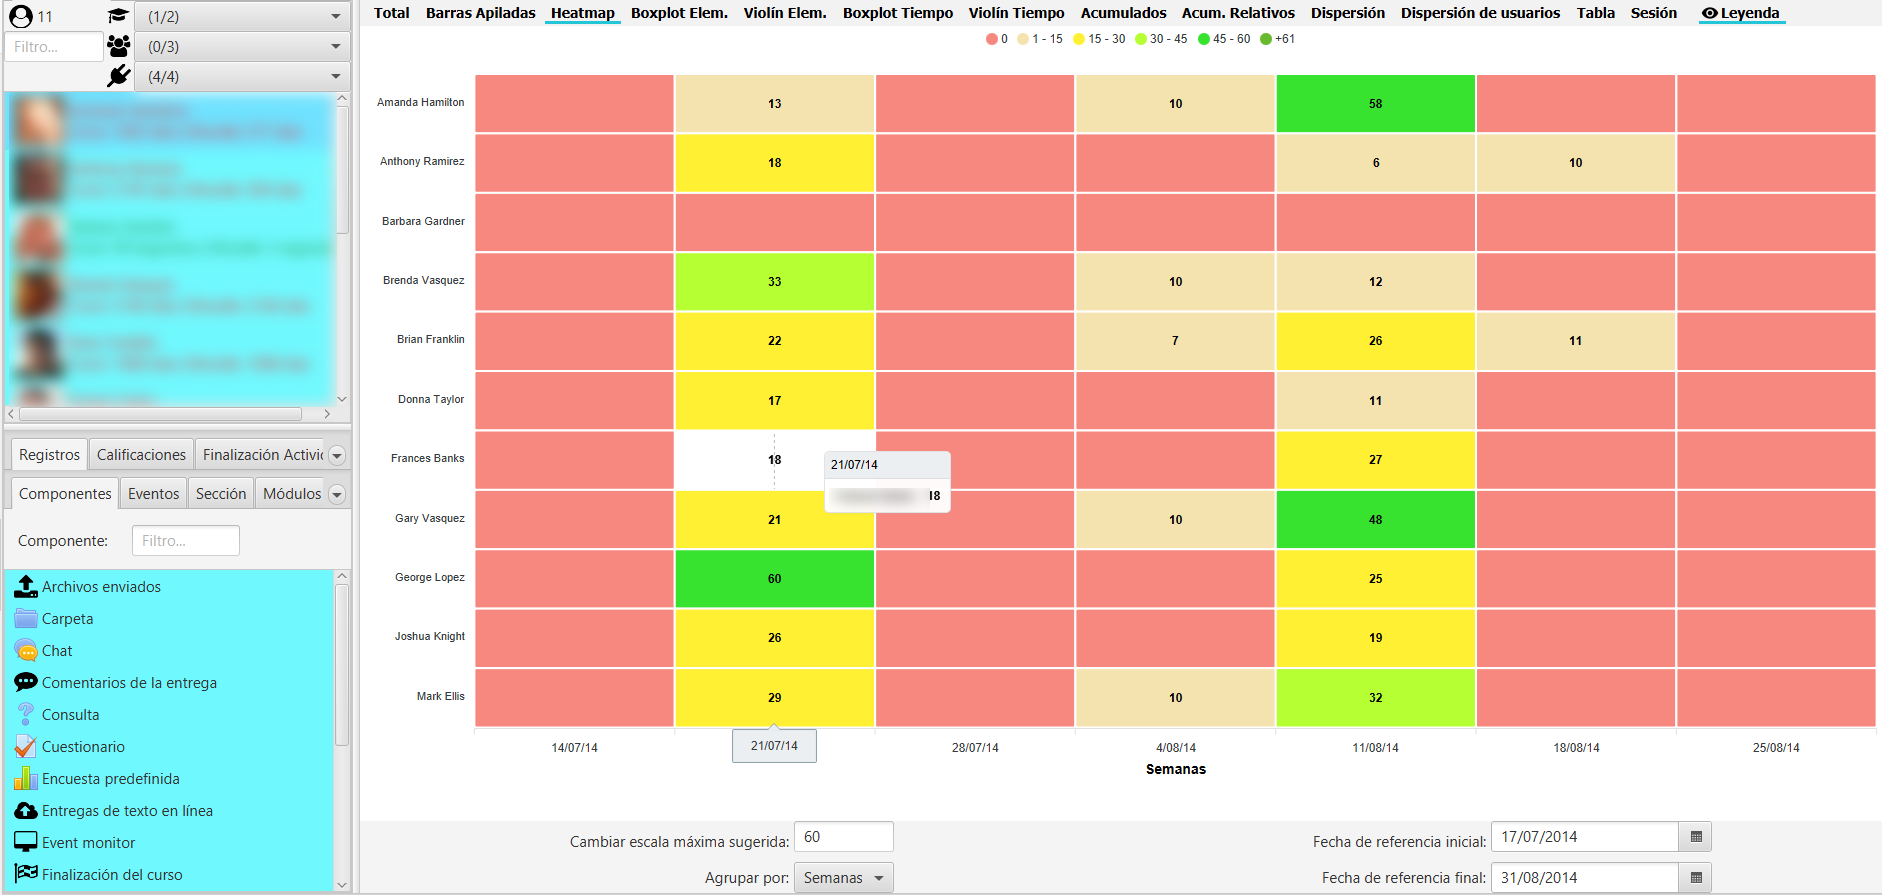 11
(1/2)
Filtro...
(0/3)
(4/4)
Registros Calificaciones Finalización Activi
Componentes Eventos Sección Módulos
Componente: Filtro...
Archivos enviados
Carpeta
Chat
Comentarios de la entrega
Consulta
Cuestionario
Encuesta predefinida
Entregas de texto en línea
Event monitor
Finalización del curso
Total Barras Apiladas Heatmap Boxplot Elem. Violín Elem. Boxplot Tiempo Violín Tiempo Acumulados Acum. Relativos Dispersión Dispersión de usuarios Tabla Sesión Leyenda
0 1 - 15 15 - 30 30 - 45 45 - 60 +61
Amanda Hamilton 13 10 58
Anthony Ramirez 18 6 10
Barbara Gardner
Brenda Vasquez 33 10 12
Brian Franklin 22 7 26 11
Donna Taylor 17 11
Frances Banks 18 27
21/07/14
18
Gary Vasquez 21 10 48
George Lopez 60 25
Joshua Knight 26 19
Mark Ellis 29 10 32
14/07/14 21/07/14 28/07/14 4/08/14 11/08/14 18/08/14 25/08/14
Semanas
Cambiar escala máxima sugerida: 60 Fecha de referencia inicial: 17/07/2014
Agrupar por: Semanas Fecha de referencia final: 31/08/2014